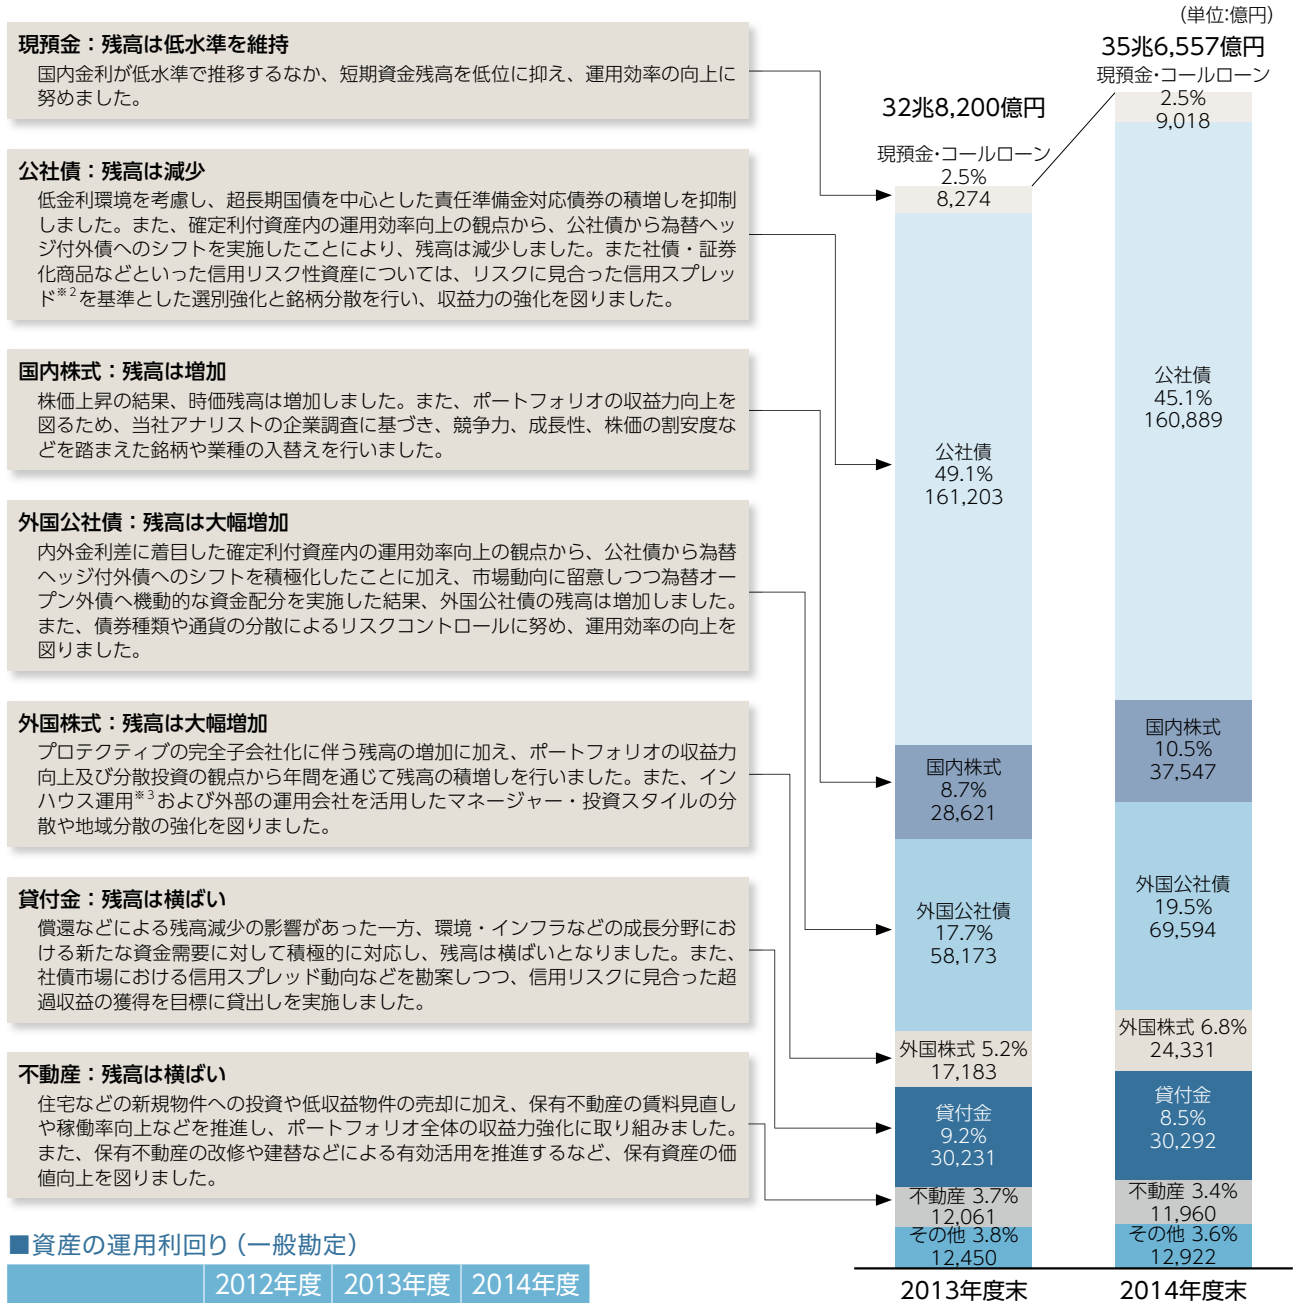 (単位:億円)
現預金：残高は低水準を維持
国内金利が低水準で推移するなか、短期資金残高を低位に抑え、運用効率の向上に
努めました。
公社債：残高は減少
低金利環境を考慮し、超長期国債を中心とした責任準備金対応債券の積増しを抑制
しました。また、確定利付資産内の運用効率向上の観点から、公社債から為替ヘッ
ジ付外債へのシフトを実施したことにより、残高は減少しました。また社債・証券
化商品などといった信用リスク性資産については、リスクに見合った信用スプレッ
ド※2を基準とした選別強化と銘柄分散を行い、収益力の強化を図りました。
国内株式：残高は増加
株価上昇の結果、時価残高は増加しました。また、ポートフォリオの収益力向上を
図るため、当社アナリストの企業調査に基づき、競争力、成長性、株価の割安度な
どを踏まえた銘柄や業種の入替えを行いました。
外国公社債：残高は大幅増加
内外金利差に着目した確定利付資産内の運用効率向上の観点から、公社債から為替
ヘッジ付外債へのシフトを積極化したことに加え、市場動向に留意しつつ為替オー
プン外債へ機動的な資金配分を実施した結果、外国公社債の残高は増加しました。
また、債券種類や通貨の分散によるリスクコントロールに努め、運用効率の向上を
図りました。
外国株式：残高は大幅増加
プロテクティブの完全子会社化に伴う残高の増加に加え、ポートフォリオの収益力
向上及び分散投資の観点から年間を通じて残高の積増しを行いました。また、イン
ハウス運用※3および外部の運用会社を活用したマネージャー・投資スタイルの分
散や地域分散の強化を図りました。
貸付金：残高は横ばい
償還などによる残高減少の影響があった一方、環境・インフラなどの成長分野にお
ける新たな資金需要に対して積極的に対応し、残高は横ばいとなりました。また、
社債市場における信用スプレッド動向などを勘案しつつ、信用リスクに見合った超
過収益の獲得を目標に貸出しを実施しました。
不動産：残高は横ばい
住宅などの新規物件への投資や低収益物件の売却に加え、保有不動産の賃料見直し
や稼働率向上などを推進し、ポートフォリオ全体の収益力強化に取り組みました。
また、保有不動産の改修や建替などによる有効活用を推進するなど、保有資産の価
値向上を図りました。
■資産の運用利回り（一般勘定）
2012年度 2013年度 2014年度
32兆8,200億円
現預金・コールローン
2.5%
8,274
公社債
49.1%
161,203
国内株式
8.7%
28,621
外国公社債
17.7%
58,173
外国株式 5.2%
17,183
貸付金
9.2%
30,231
不動産 3.7%
12,061
その他 3.8%
12,450
2013年度末
35兆6,557億円
現預金・コールローン
2.5%
9,018
公社債
45.1%
160,889
国内株式
10.5%
37,547
外国公社債
19.5%
69,594
外国株式 6.8%
24,331
貸付金
8.5%
30,292
不動産 3.4%
11,960
その他 3.6%
12,922
2014年度末